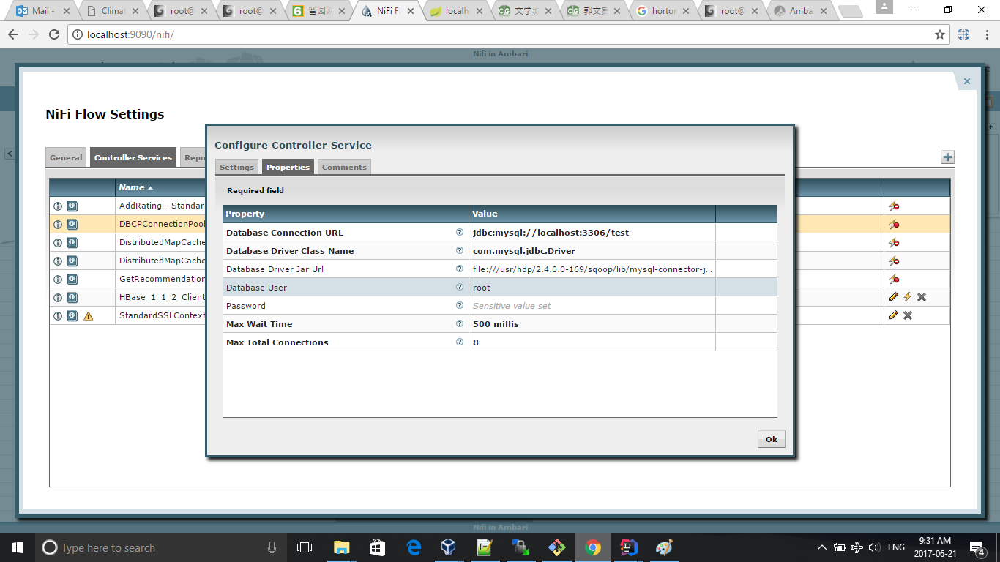 Mail -
Climat
root@
root@
留园网
NiFi Fl
localh
文学
郭文贵
horton
root@
Ambar
localhost:9090/nifi/
Nifi in Ambari
NiFi Flow Settings
General
Controller Services
Repo
Configure Controller Service
Settings
Properties
Comments
Required field
Name
AddRating - Standar
DBCPConnectionPool
DistributedMapCache
DistributedMapCache
GetRecommendation
HBase_1_1_2_Client
StandardSSLContext
Property Value
Database Connection URL jdbc:mysql://localhost:3306/test
Database Driver Class Name com.mysql.jdbc.Driver
Database Driver Jar Url file:///usr/hdp/2.4.0.0-169/sqoop/lib/mysql-connector-j...
Database User root
Password Sensitive value set
Max Wait Time 500 millis
Max Total Connections 8
Ok
Nifi in Ambari
Type here to search
ENG
9:31 AM
2017-06-21
4